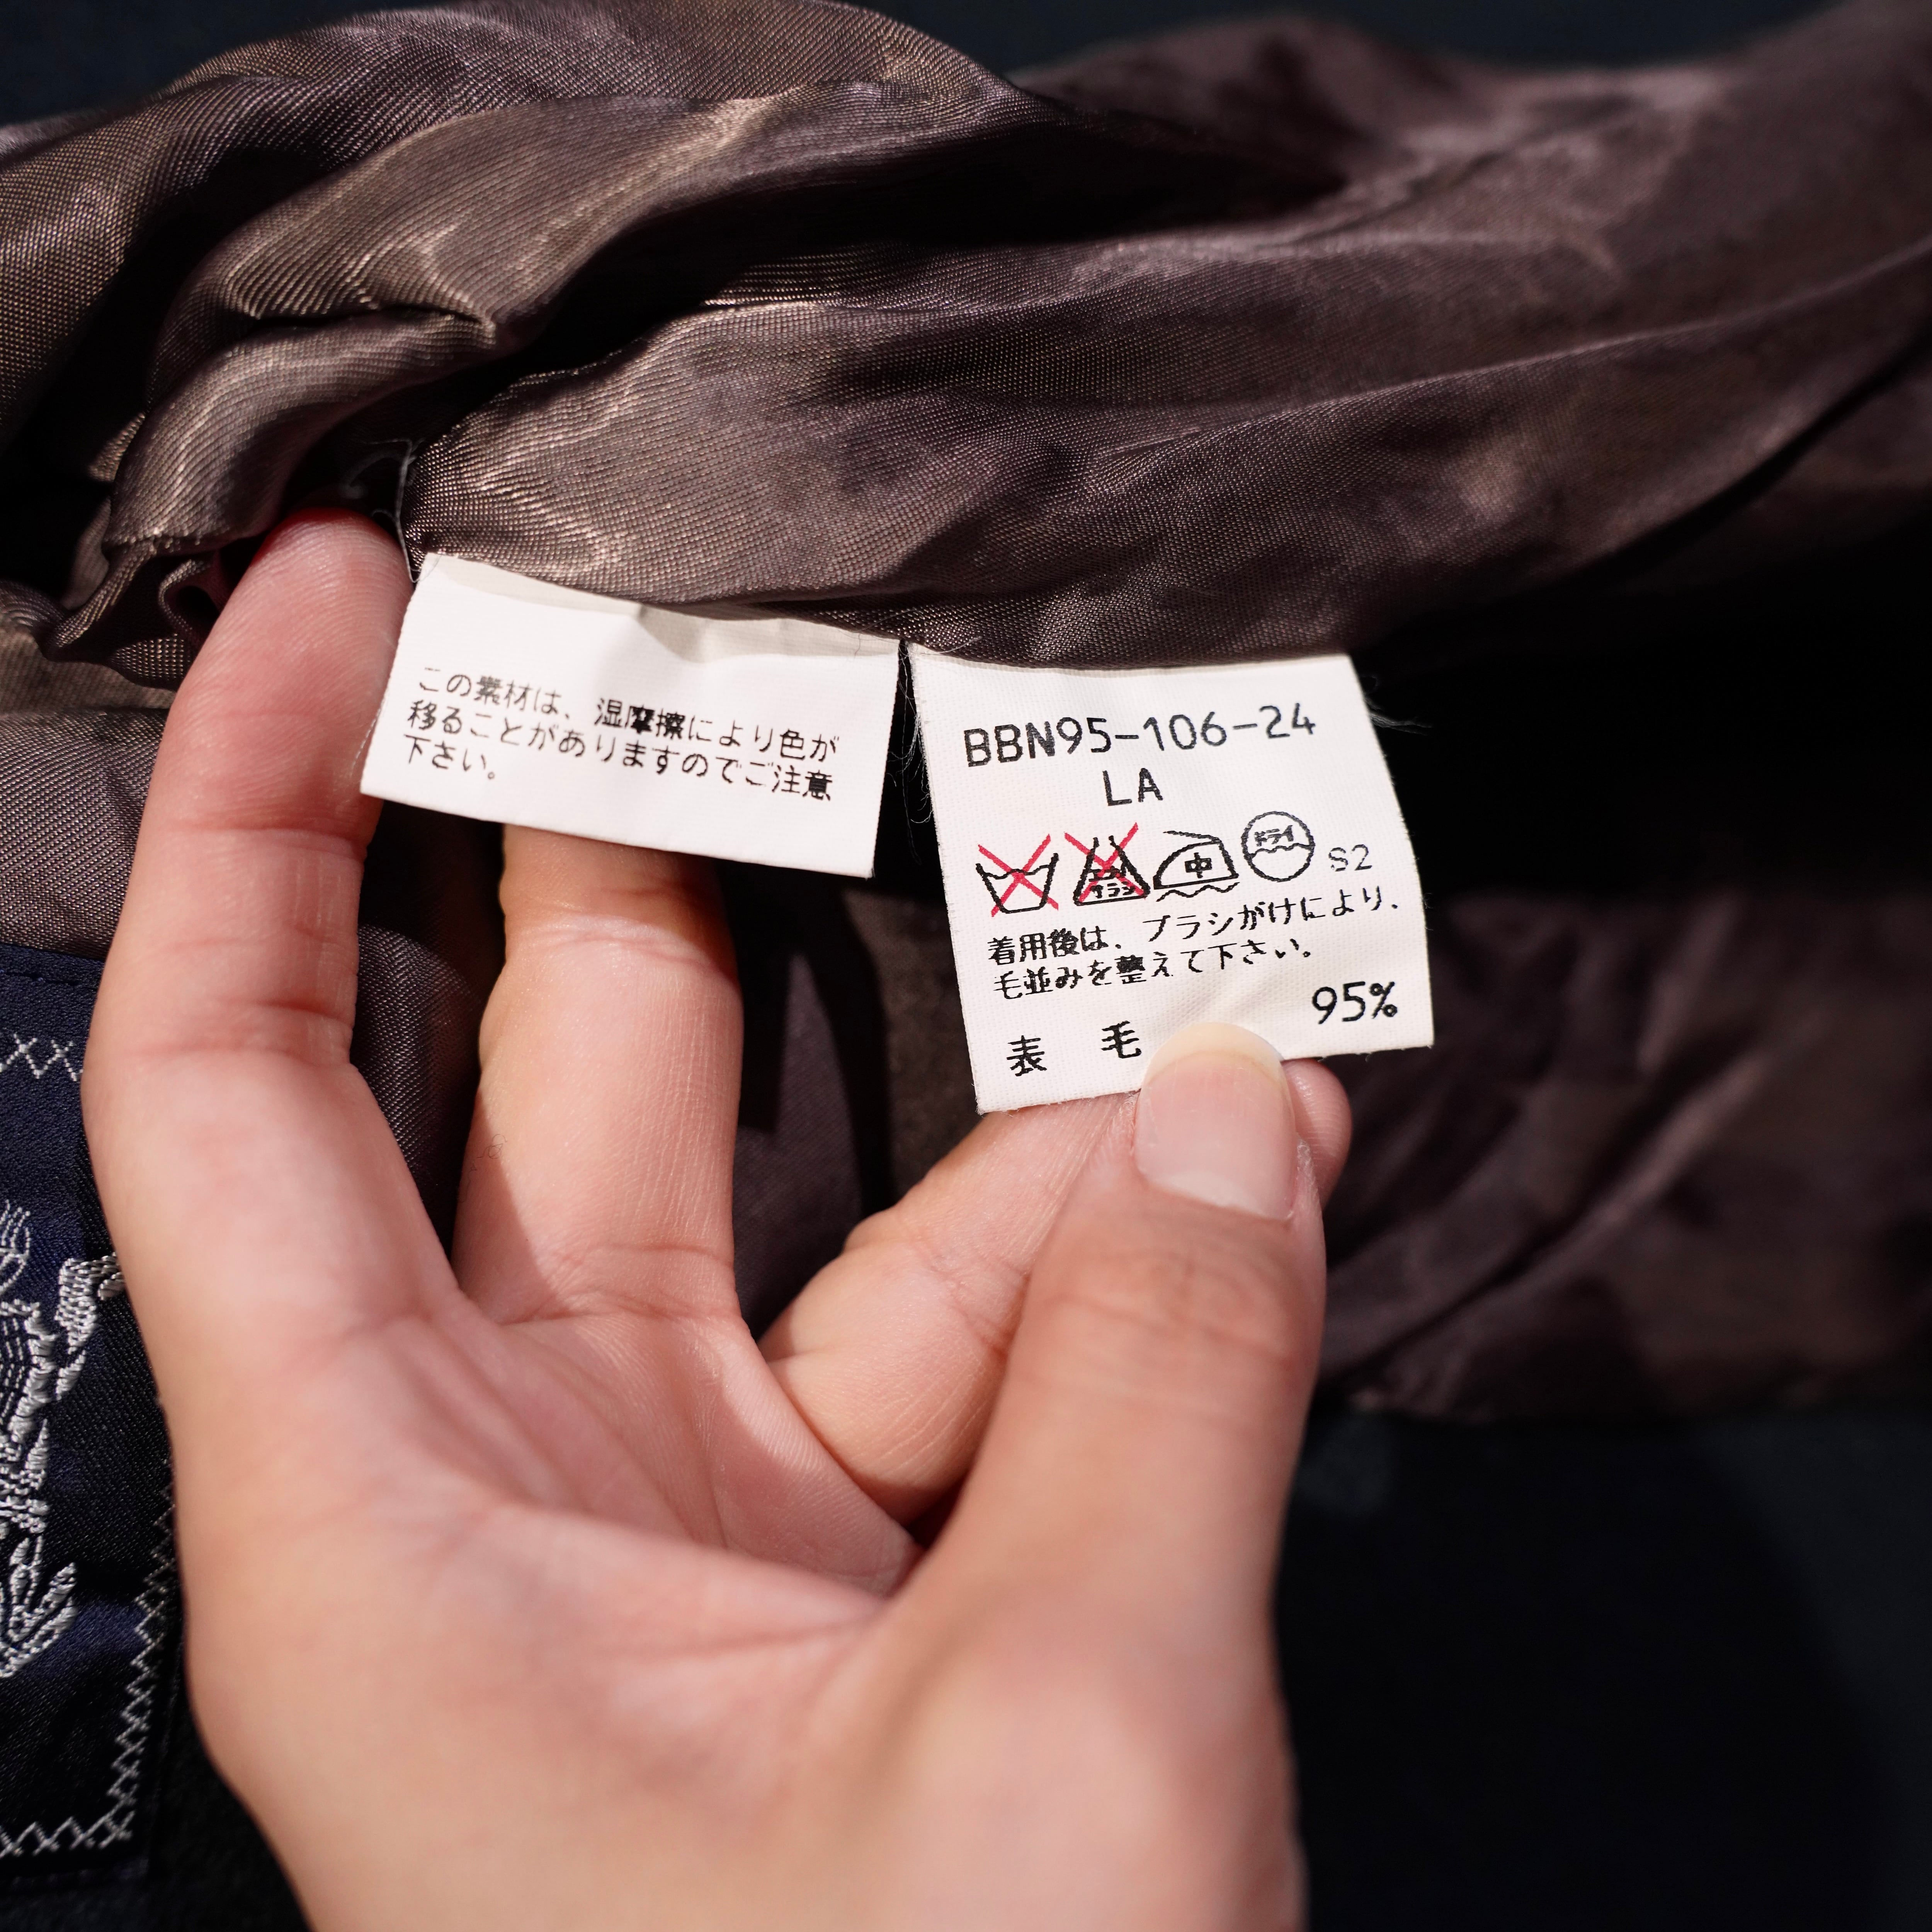 この素材は、湿摩擦により色が
移ることがありますのでご注意
下さい。
BBN95-106-24
LA
中
ドライ
S2
着用後は、ブラシがけにより、
毛並みを整えて下さい。
表 毛 95%